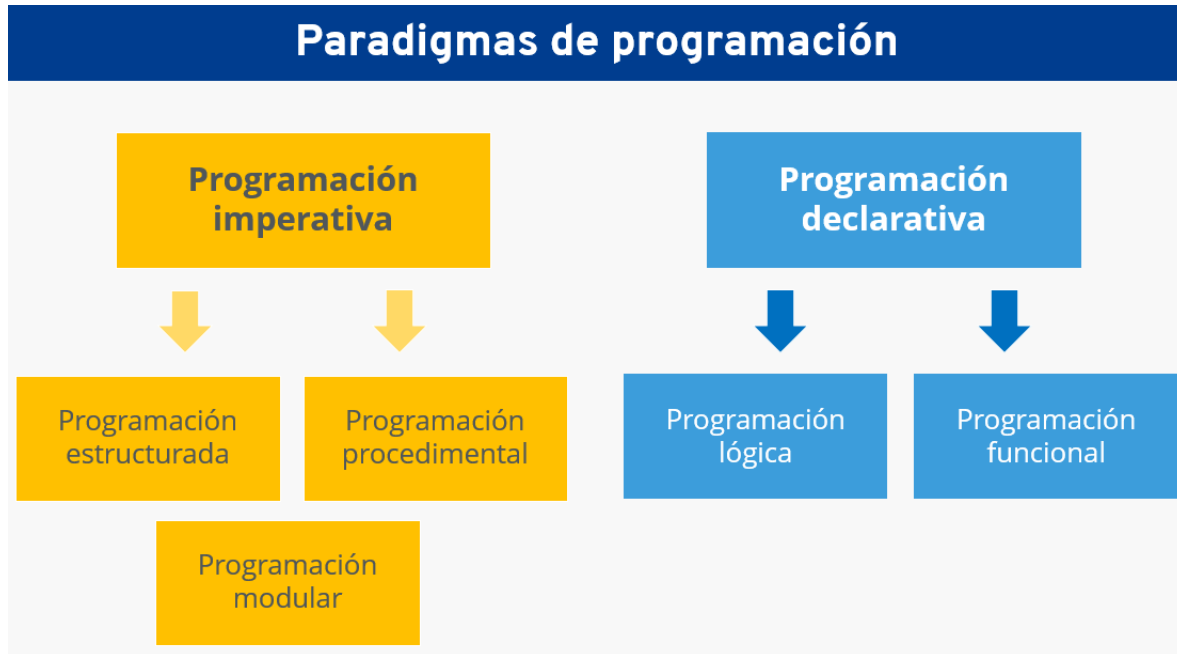 Paradigmas de programación
Programación
imperativa
Programación
declarativa
Programación
estructurada
Programación
procedimental
Programación
lógica
Programación
funcional
Programación
modular